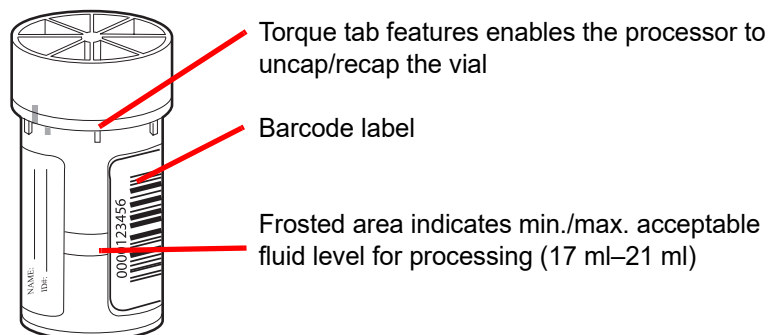 Torque tab features enables the processor to
uncap/recap the vial
Barcode label
Frosted area indicates min./max. acceptable
fluid level for processing (17 ml–21 ml)
NAME:
ID#:
0000123456